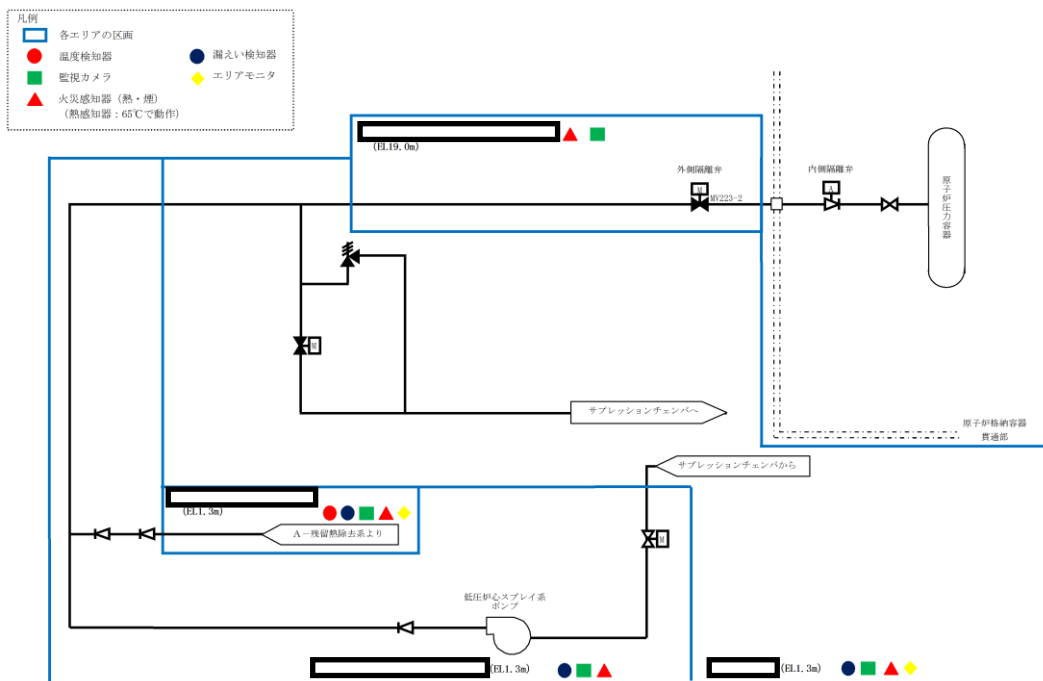 凡例
各エリアの区画
温度検知器
漏えい検知器
監視カメラ
エリアモニタ
火災感知器（熱・煙）
（熱感知器：65℃で動作）
(EL19.0m)
外側隔離弁
内側隔離弁
M
MV223-2
A
原子炉圧力容器
M
サプレッションチェンバへ
原子炉格納容器
貫通部
サプレッションチェンバから
(EL1.3m)
A－残留熱除去系より
M
低圧炉心スプレイ系
ポンプ
(EL1.3m)
(EL1.3m)